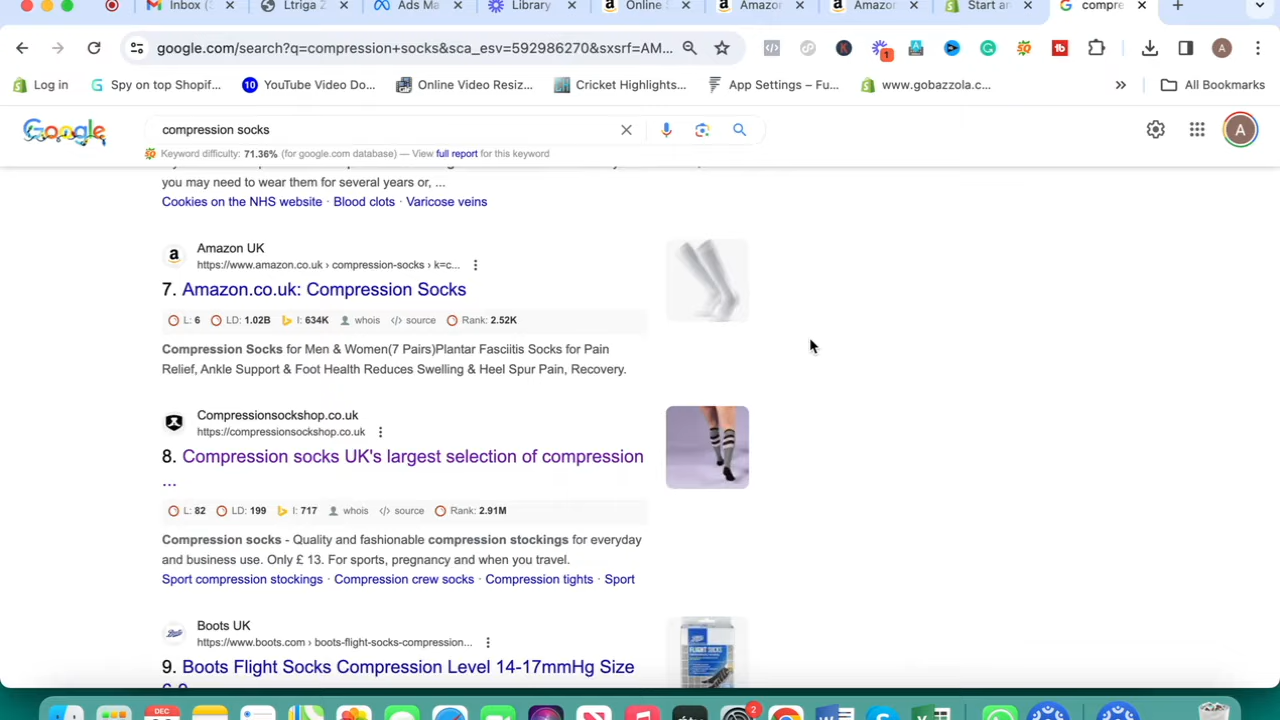 Inbox (
Ltriga 2
Ads Ma
Library
Online
Amazon
Amazon
Start an
compre
google.com/search?q=compression+socks&sca_esv=592986270&sxsrf=AM...
1
Log in
Spy on top Shopif...
10 YouTube Video Do...
Online Video Resiz...
Cricket Highlights...
App Settings – Fu...
www.gobazzola.c...
»
All Bookmarks
Google
compression socks
A
Keyword difficulty: 71.36% (for google.com database) — View full report for this keyword
you may need to wear them for several years or, ...
Cookies on the NHS website · Blood clots · Varicose veins
Amazon UK
https://www.amazon.co.uk › compression-socks › k=c...
7. Amazon.co.uk: Compression Socks
L: 6 LD: 1.02B I: 634K whois </> source Rank: 2.52K
Compression Socks for Men & Women(7 Pairs)Plantar Fasciitis Socks for Pain
Relief, Ankle Support & Foot Health Reduces Swelling & Heel Spur Pain, Recovery.
Compressionsockshop.co.uk
https://compressionsockshop.co.uk
8. Compression socks UK's largest selection of compression
...
L: 82 LD: 199 I: 717 whois </> source Rank: 2.91M
Compression socks - Quality and fashionable compression stockings for everyday
and business use. Only £ 13. For sports, pregnancy and when you travel.
Sport compression stockings · Compression crew socks · Compression tights · Sport
Boots UK
https://www.boots.com › boots-flight-socks-compression...
9. Boots Flight Socks Compression Level 14-17mmHg Size
FLIGHT SOCKS
DEC
2